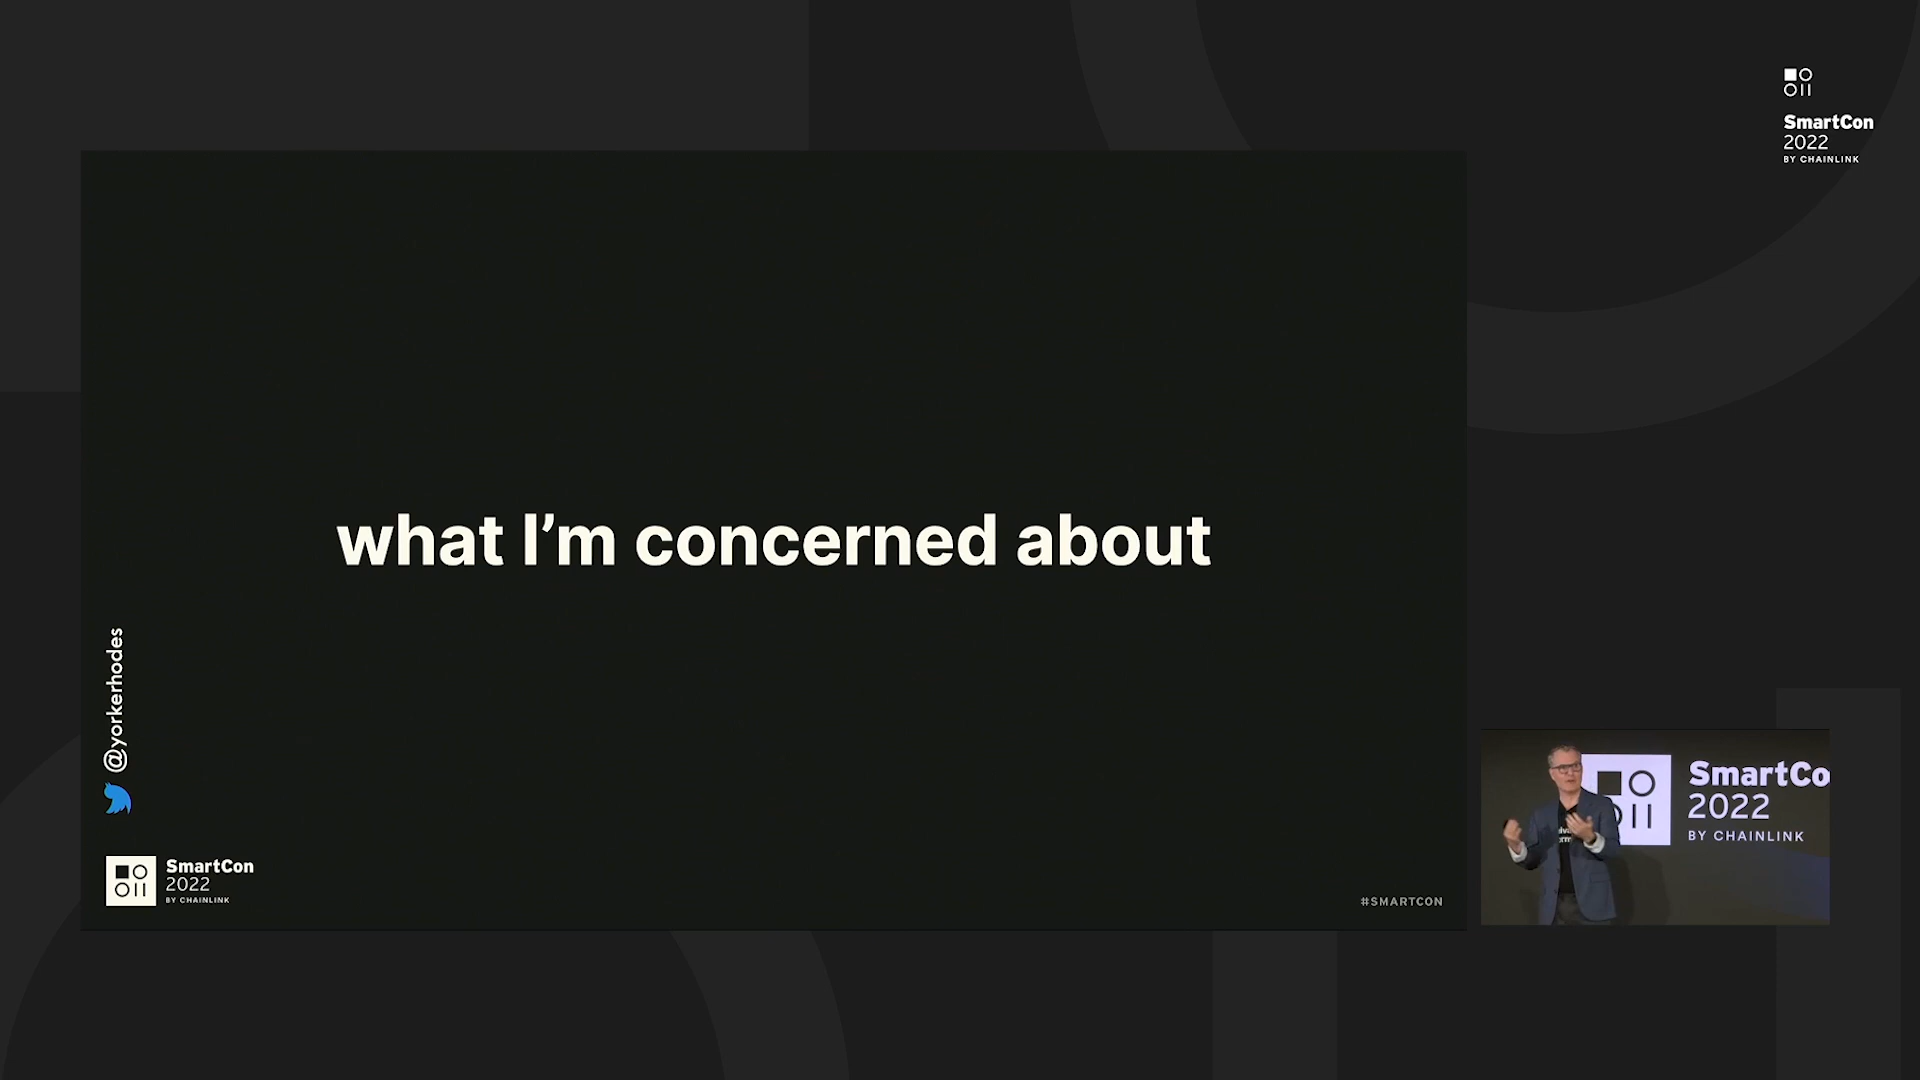 SmartCon
2022
BY CHAINLINK
what I’m concerned about
@yorkerhodes
SmartCon
2022
BY CHAINLINK
#SMARTCON
SmartCo
2022
BY CHAINLINK